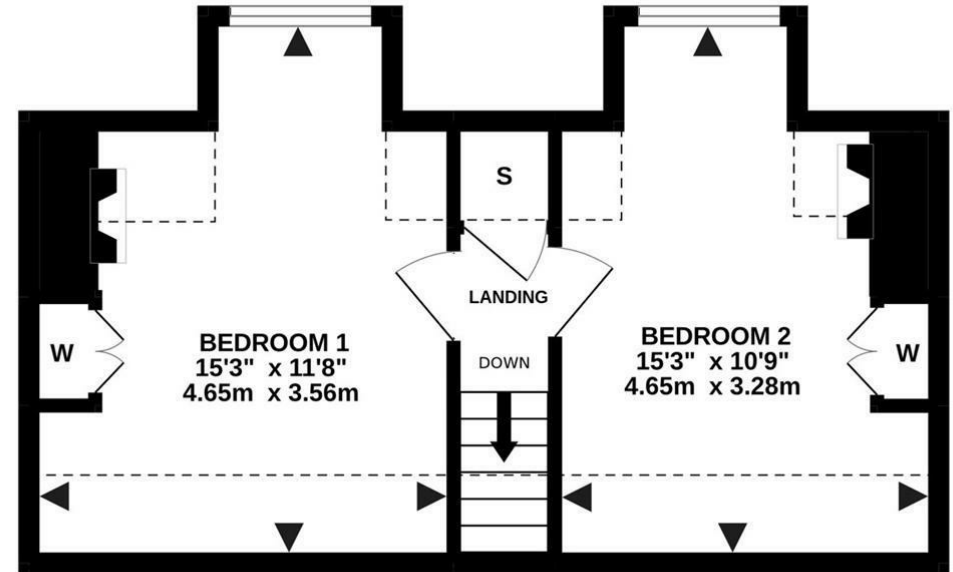 S
LANDING
W
BEDROOM 1
15'3" x 11'8"
4.65m x 3.56m
DOWN
BEDROOM 2
15'3" x 10'9"
4.65m x 3.28m
W